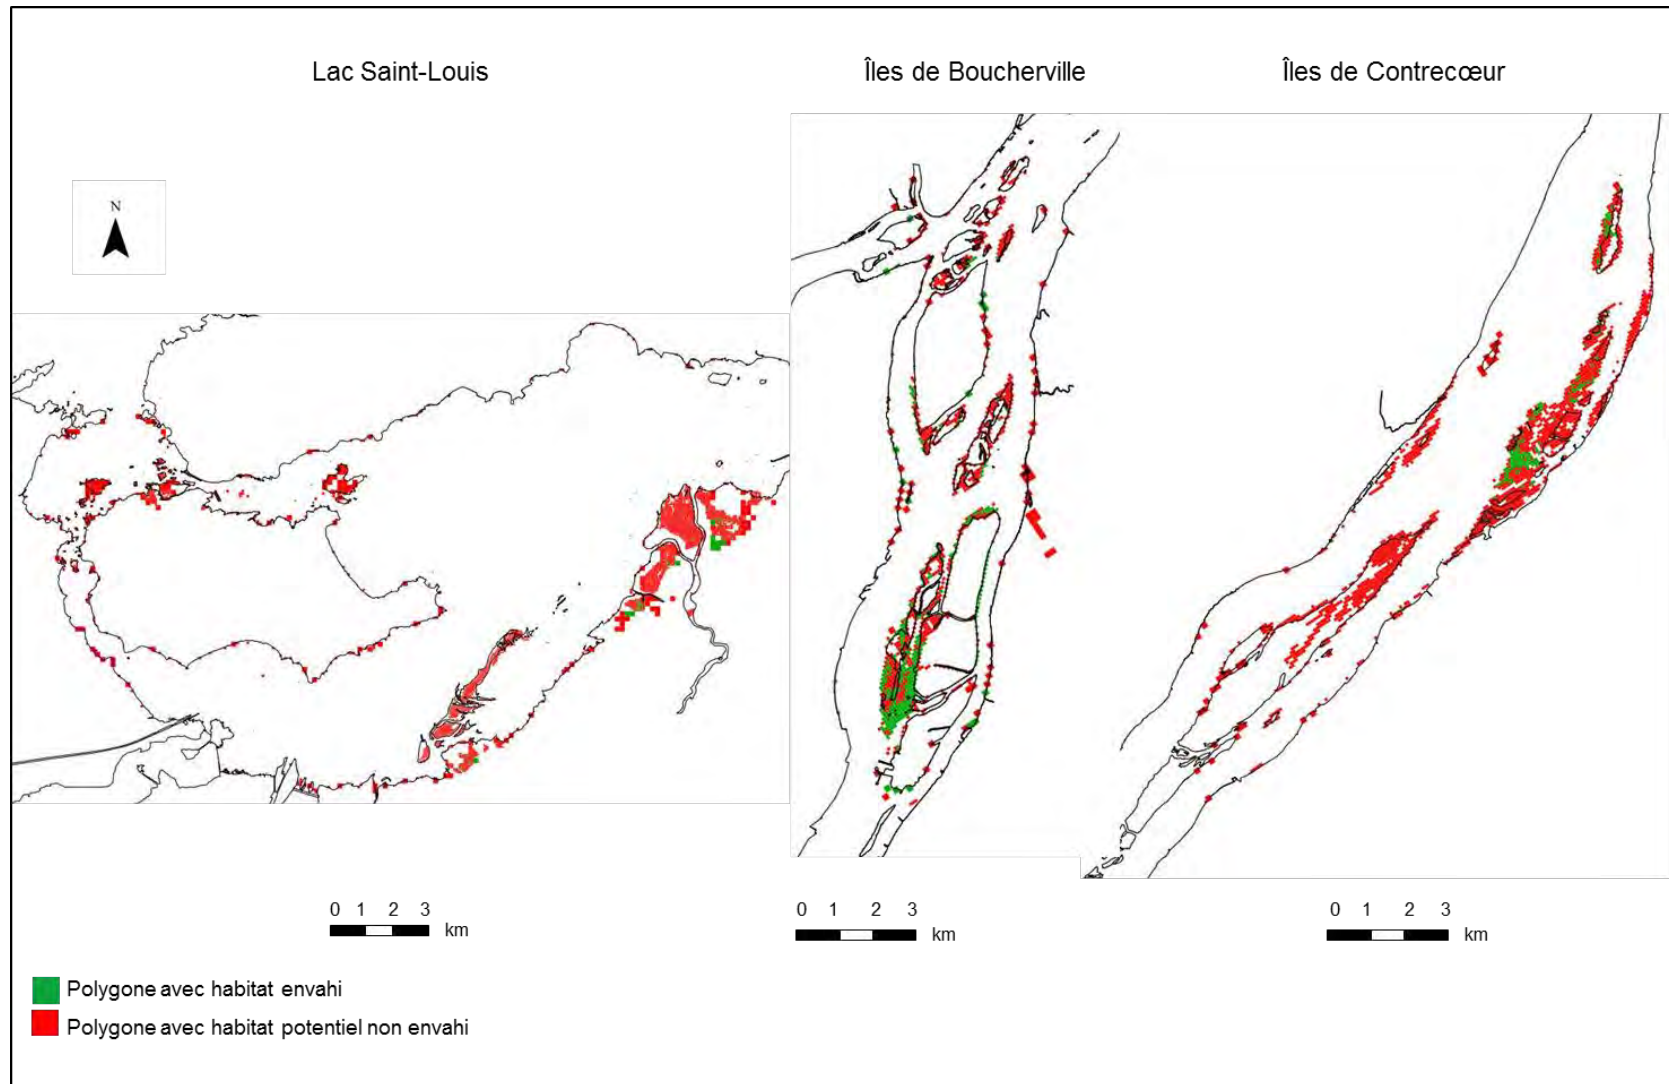 Lac Saint-Louis
Îles de Boucherville
Îles de Contrecœur
N
0 1 2 3
km
0 1 2 3
km
0 1 2 3
km
Polygone avec habitat envahi
Polygone avec habitat potentiel non envahi